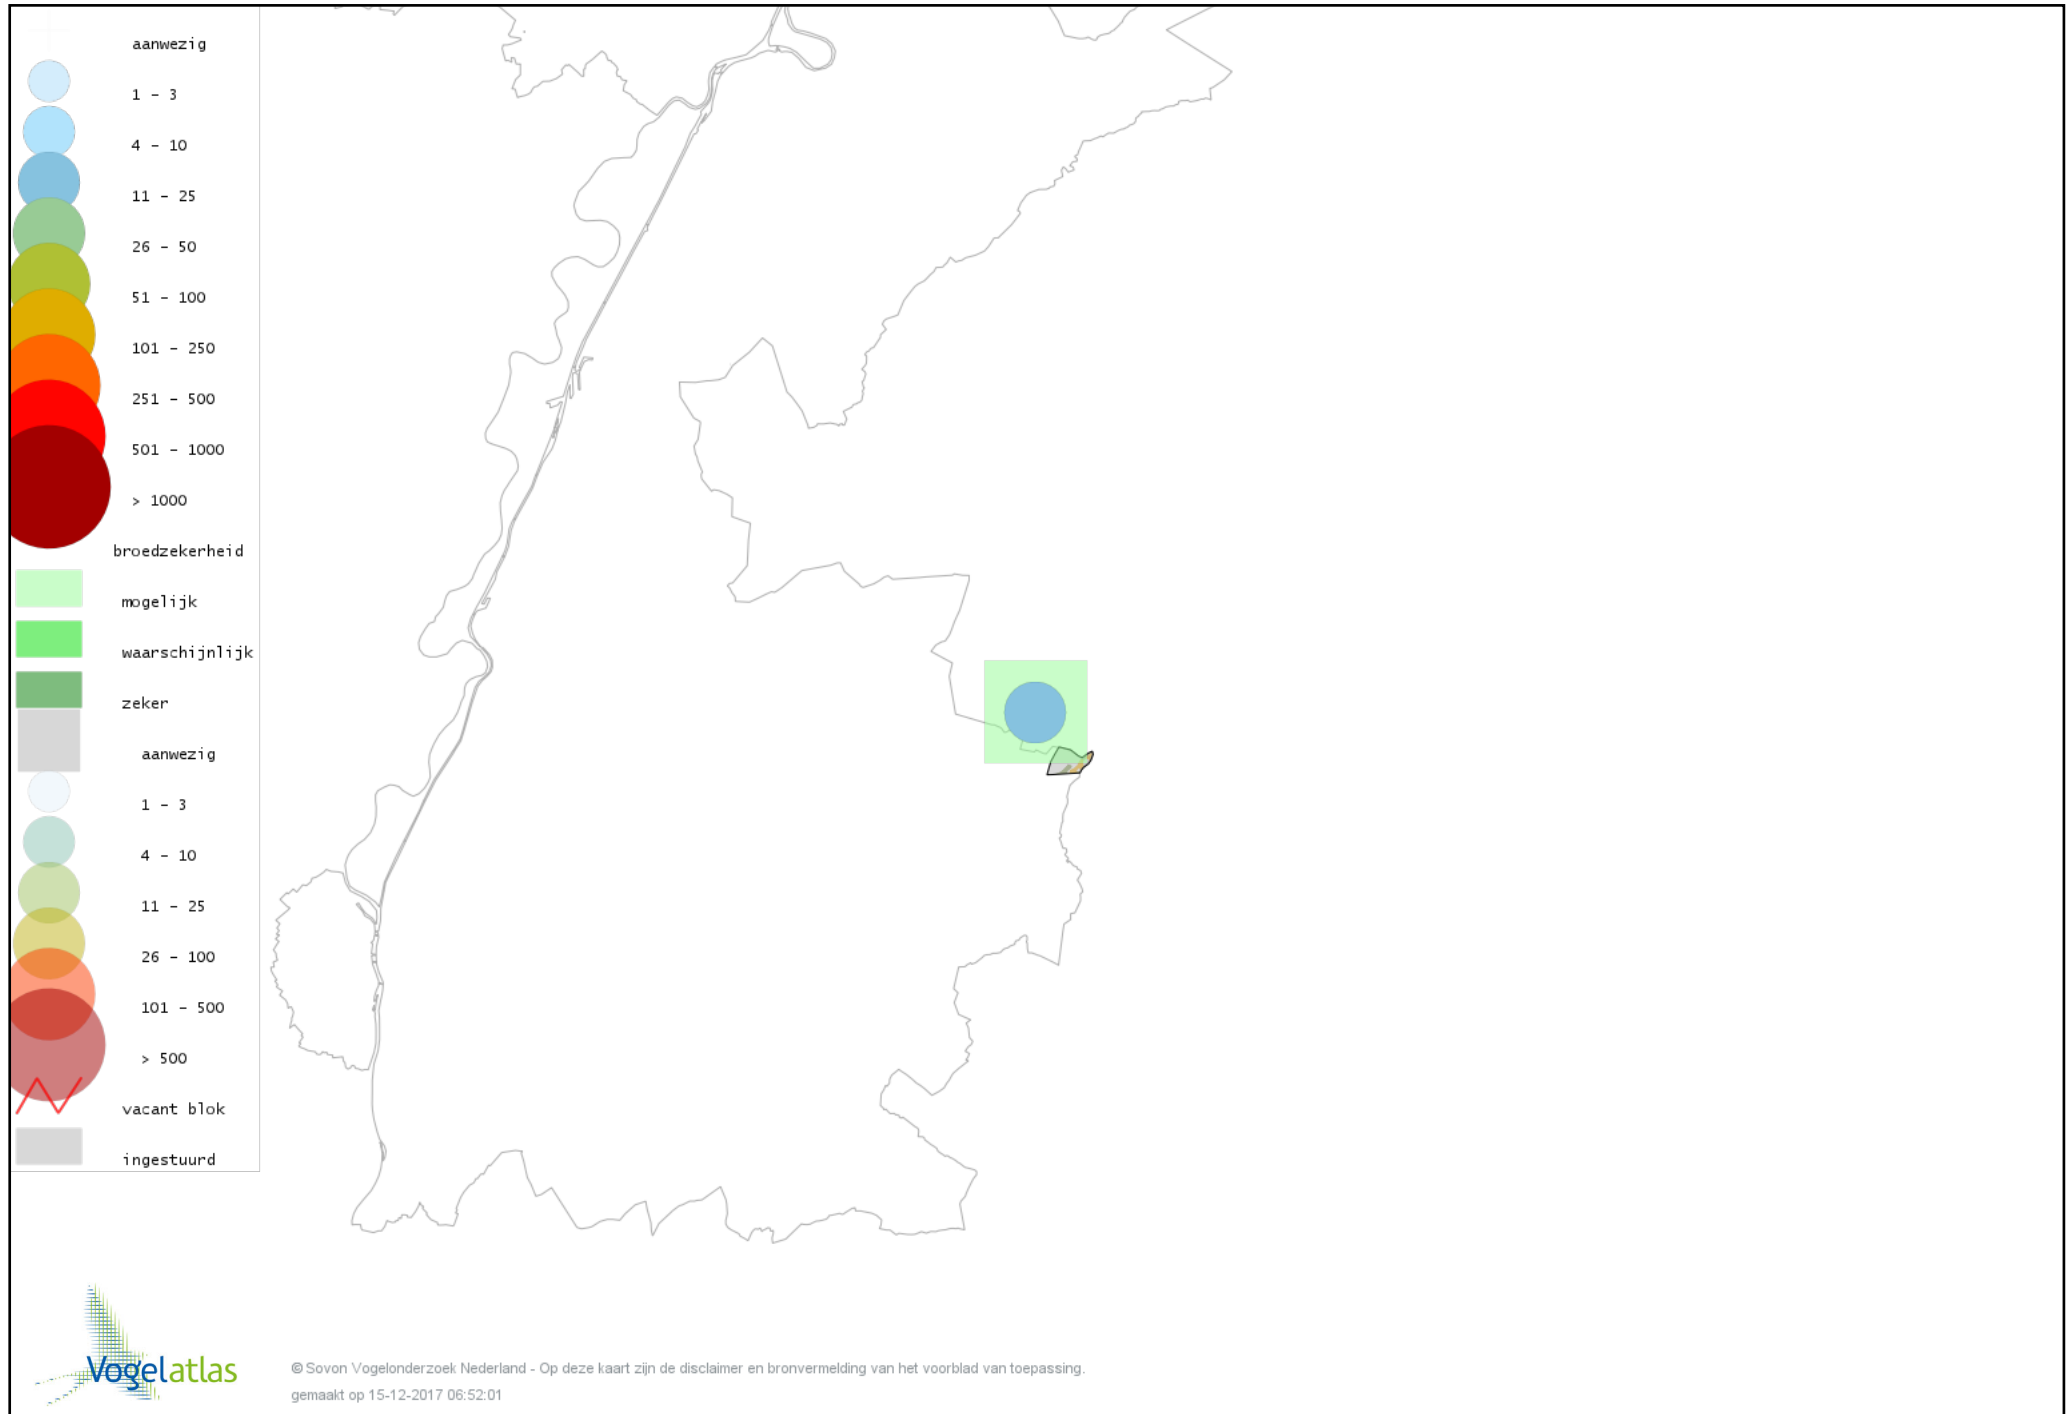 aanwezig
1 - 3
4 - 10
11 - 25
26 - 50
51 - 100
101 - 250
251 - 500
501 - 1000
> 1000
broedzekerheid
mogelijk
waarschijnlijk
zeker
aanwezig
1 - 3
4 - 10
11 - 25
26 - 100
101 - 500
> 500
vacant blok
ingestuurd
Vogelatlas
© Sovon Vogelonderzoek Nederland - Op deze kaart zijn de disclaimer en bronvermelding van het voorblad van toepassing.
gemaakt op 15-12-2017 06:52:01